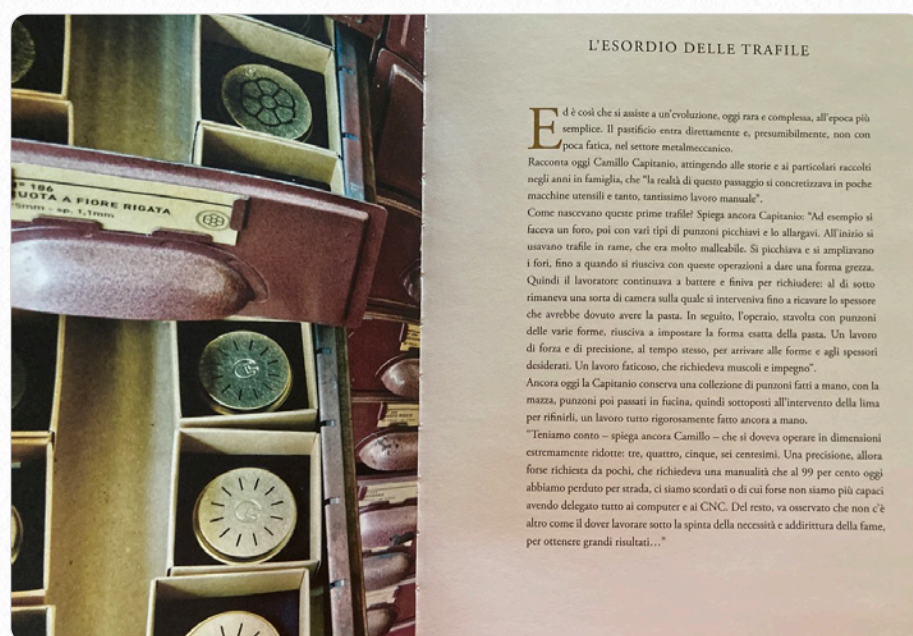 N° 186
RUOTA A FIORE RIGATA
5mm - sp. 1,1mm
G
G
L'ESORDIO DELLE TRAFILE
Ed è così che si assiste a un'evoluzione, oggi rara e complessa, all'epoca più
semplice. Il pastificio entra direttamente e, presumibilmente, non con
poca fatica, nel settore metalmeccanico.
Racconta oggi Camillo Capitanio, attingendo alle storie e ai particolari raccolti
negli anni in famiglia, che "la realtà di questo passaggio si concretizzava in poche
macchine utensili e tanto, tantissimo lavoro manuale".
Come nascevano queste prime trafile? Spiega ancora Capitanio: "Ad esempio si
faceva un foro, poi con vari tipi di punzoni picchiavi e lo allargavi. All'inizio si
usavano trafile in rame, che era molto malleabile. Si picchiava e si ampliavano
i fori, fino a quando si riusciva con queste operazioni a dare una forma grezza.
Quindi il lavoratore continuava a battere e finiva per richiudere: al di sotto
rimaneva una sorta di camera sulla quale si interveniva fino a ricavare lo spessore
che avrebbe dovuto avere la pasta. In seguito, l'operaio, stavolta con punzoni
delle varie forme, riusciva a impostare la forma esatta della pasta. Un lavoro
di forza e di precisione, al tempo stesso, per arrivare alle forme e agli spessori
desiderati. Un lavoro faticoso, che richiedeva muscoli e impegno".
Ancora oggi la Capitanio conserva una collezione di punzoni fatti a mano, con la
mazza, punzoni poi passati in fucina, quindi sottoposti all'intervento della lima
per rifinirli, un lavoro tutto rigorosamente fatto ancora a mano.
"Teniamo conto – spiega ancora Camillo – che si doveva operare in dimensioni
estremamente ridotte: tre, quattro, cinque, sei centesimi. Una precisione, allora
forse richiesta da pochi, che richiedeva una manualità che al 99 per cento oggi
abbiamo perduto per strada, ci siamo scordati o di cui forse non siamo più capaci
avendo delegato tutto ai computer e ai CNC. Del resto, va osservato che non c'è
altro come il dover lavorare sotto la spinta della necessità e addirittura della fame,
per ottenere grandi risultati…"